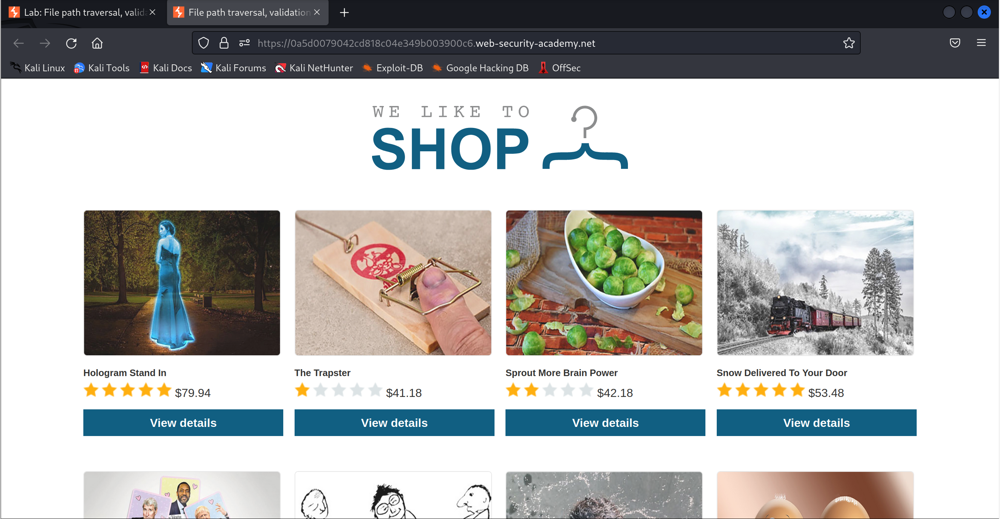 Lab: File path traversal, valida
File path traversal, validation
https://0a5d0079042cd818c04e349b003900c6.web-security-academy.net
Kali Linux Kali Tools Kali Docs Kali Forums Kali NetHunter Exploit-DB Google Hacking DB OffSec
WE LIKE TO
SHOP
Hologram Stand In
$79.94
View details
The Trapster
$41.18
View details
Sprout More Brain Power
$42.18
View details
Snow Delivered To Your Door
$53.48
View details